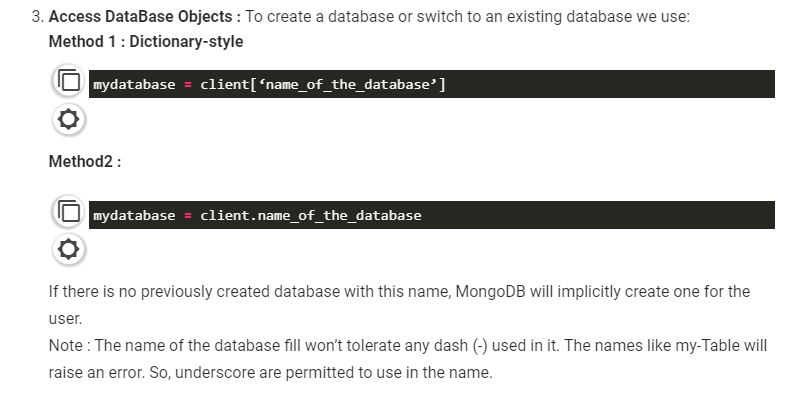 3. Access DataBase Objects : To create a database or switch to an existing database we use:
Method 1 : Dictionary-style
mydatabase = client[‘name_of_the_database’]
Method2 :
mydatabase = client.name_of_the_database
If there is no previously created database with this name, MongoDB will implicitly create one for the
user.
Note : The name of the database fill won’t tolerate any dash (-) used in it. The names like my-Table will
raise an error. So, underscore are permitted to use in the name.